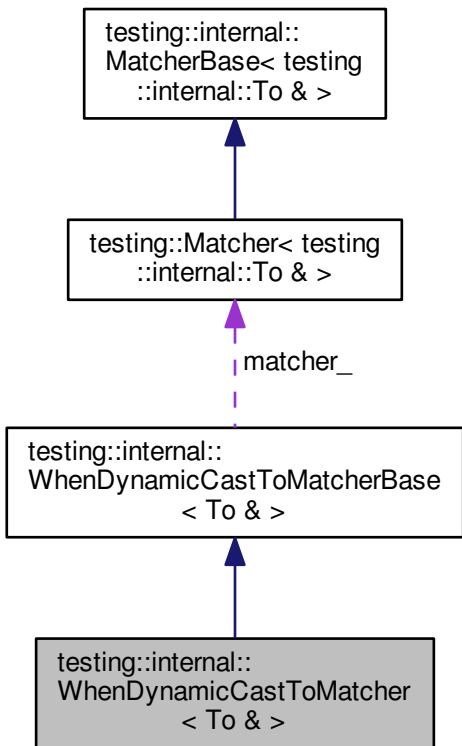 testing::internal::
MatcherBase< testing
::internal::To & >
testing::Matcher< testing
::internal::To & >
matcher_
testing::internal::
WhenDynamicCastToMatcherBase
< To & >
testing::internal::
WhenDynamicCastToMatcher
< To & >